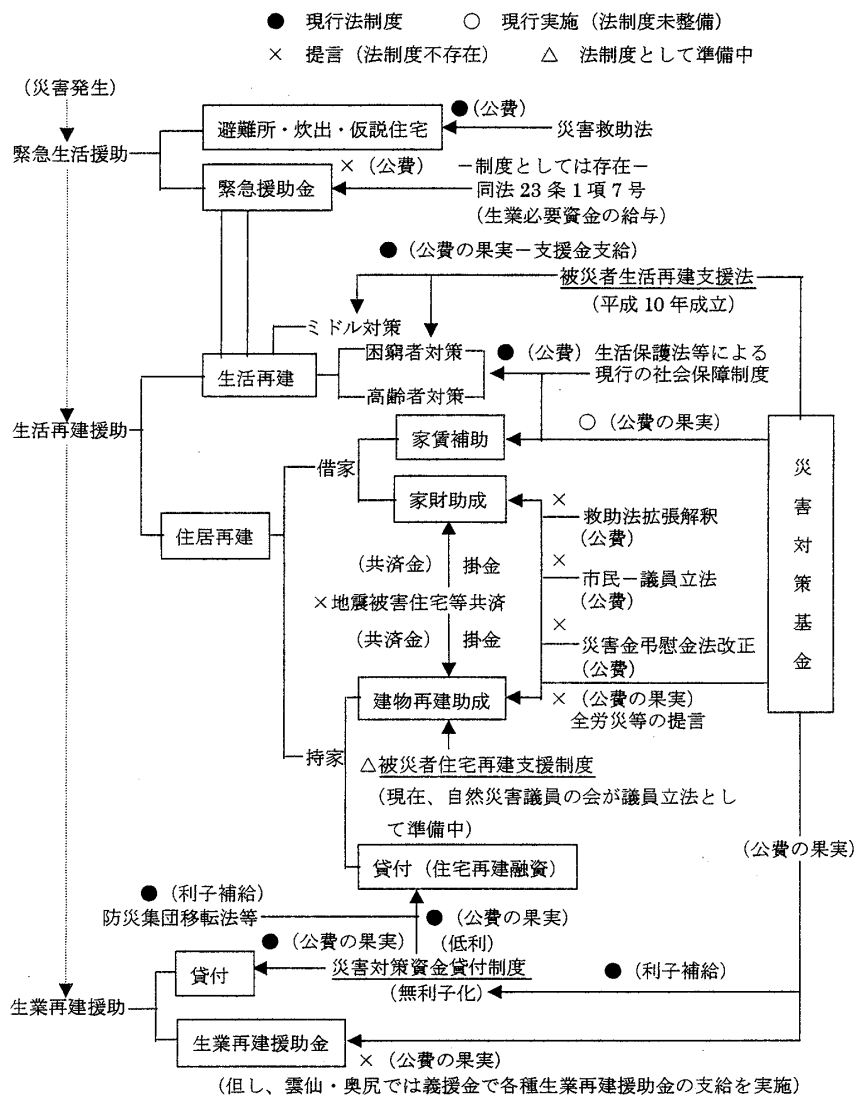 ● 現行法制度　○ 現行実施（法制度未整備）
× 提言（法制度不存在）　△ 法制度として準備中
（災害発生）
緊急生活援助
避難所・炊出・仮説住宅
●（公費）
災害救助法
緊急援助金
×（公費）
－制度としては存在－
同法 23 条 1 項 7 号
（生業必要資金の給与）
●（公費の果実－支援金支給）
被災者生活再建支援法
（平成 10 年成立）
ミドル対策
生活再建
困窮者対策
高齢者対策
●（公費）生活保護法等による
現行の社会保障制度
生活再建援助
家賃補助
○（公費の果実）
借家
家財助成
×
救助法拡張解釈
（公費）
住居再建
（共済金）　掛金
×地震被害住宅等共済
（共済金）　掛金
×
市民－議員立法
（公費）
×
災害金弔慰金法改正
（公費）
災害対策基金
建物再建助成
×（公費の果実）
全労災等の提言
持家
△被災者住宅再建支援制度
（現在、自然災害議員の会が議員立法とし
て準備中）
（公費の果実）
貸付（住宅再建融資）
●（利子補給）
防災集団移転法等
●（公費の果実）
（低利）
●（公費の果実）
貸付
災害対策資金貸付制度
（無利子化）
●（利子補給）
生業再建援助
生業再建援助金
×（公費の果実）
（但し、雲仙・奥尻では義援金で各種生業再建援助金の支給を実施）